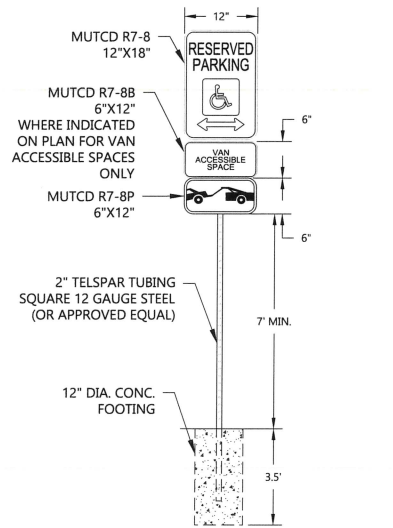 12"
MUTCD R7-8
12"X18"
RESERVED
PARKING
MUTCD R7-8B
6"X12"
WHERE INDICATED
ON PLAN FOR VAN
ACCESSIBLE SPACES
ONLY
6"
VAN
ACCESSIBLE
SPACE
MUTCD R7-8P
6"X12"
6"
2" TELSPAR TUBING
SQUARE 12 GAUGE STEEL
(OR APPROVED EQUAL)
7' MIN.
12" DIA. CONC.
FOOTING
3.5'